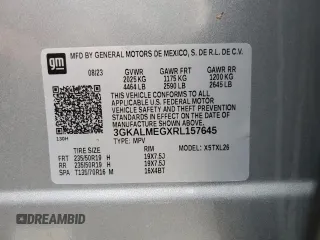 gm
MFD BY GENERAL MOTORS DE MEXICO, S. DE R.L. DE C.V.
08/23 GVWR GAWR FRT GAWR RR
2025 KG 1175 KG 1200 KG
4464 LB 2590 LB 2645 LB
THIS VEHICLE CONFORMS TO ALL APPLICABLE U.S. FEDERAL MOTOR VEHICLE SAFETY, BUMPER, AND THEFT PREVENTION STANDARDS IN EFFECT ON THE DATE OF MANUFACTURE SHOWN ABOVE.
3GKALMEGXRL157645
TYPE: MPV
TIRE SIZE RIM MODEL: XSTXL26
FRT 235/50R19 H 19X7.5J
RR 235/50R19 H 19X7.5J
SPA T135/70R16 M 16X4BT
DEALERBID